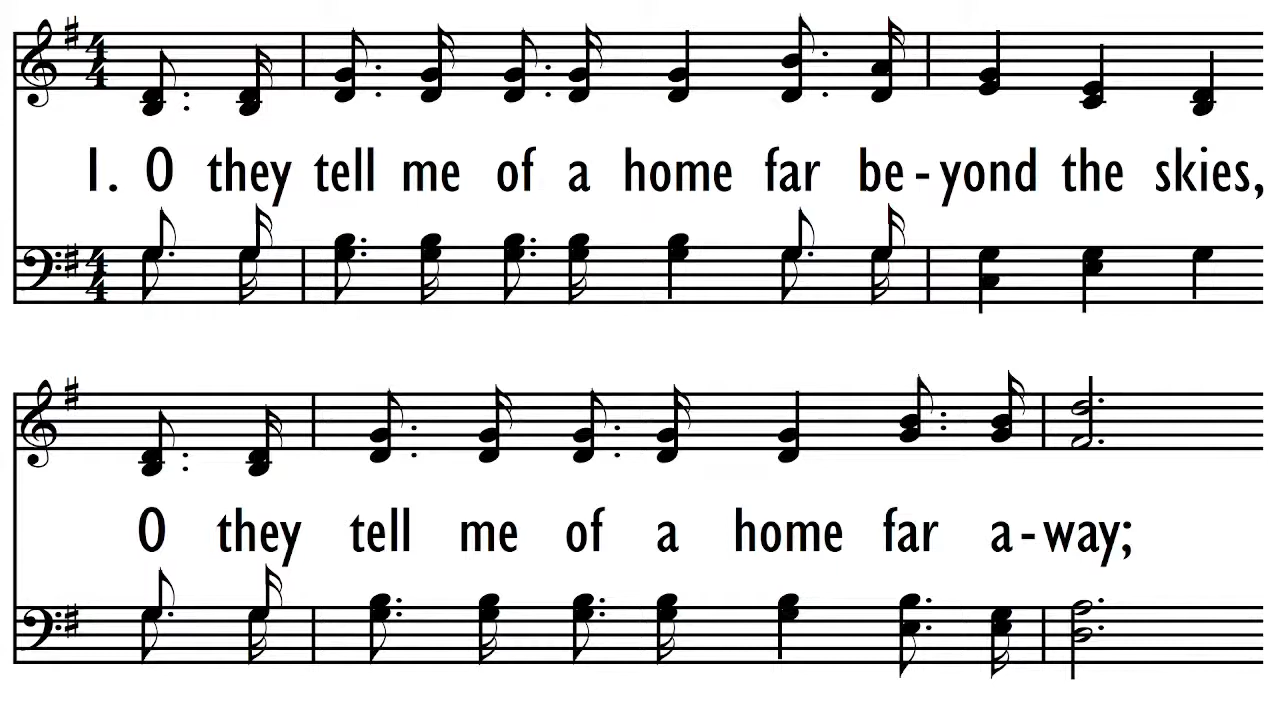 1. O they tell me of a home far be-yond the skies,
O they tell me of a home far a-way;